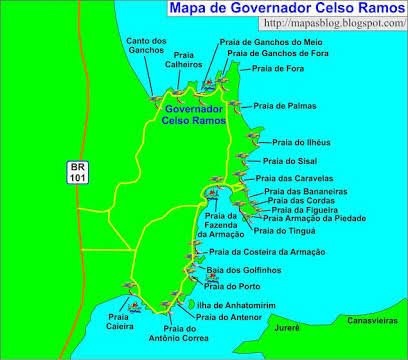 Mapa de Governador Celso Ramos
http://mapasblog.blogspot.com/
Canto dos
Ganchos
Praia
Calheiros
Praia de Ganchos do Meio
Praia de Ganchos de Fora
Praia de Fora
Praia de Palmas
Governador
Celso Ramos
Praia do Ilhéus
Praia do Sisal
BR
101
Praia das Caravelas
Praia das Bananeiras
Praia das Cordas
Praia da Figueira
Praia Armação da Piedade
Praia do Tinguá
Praia da
Fazenda
da Armação
Praia da Costeira da Armação
Baia dos Golfinhos
Praia do Porto
ilha de Anhatomirim
Praia do Antenor
Praia
Caieira
Praia do
Antônio Correa
Jurerê
Canasvieiras